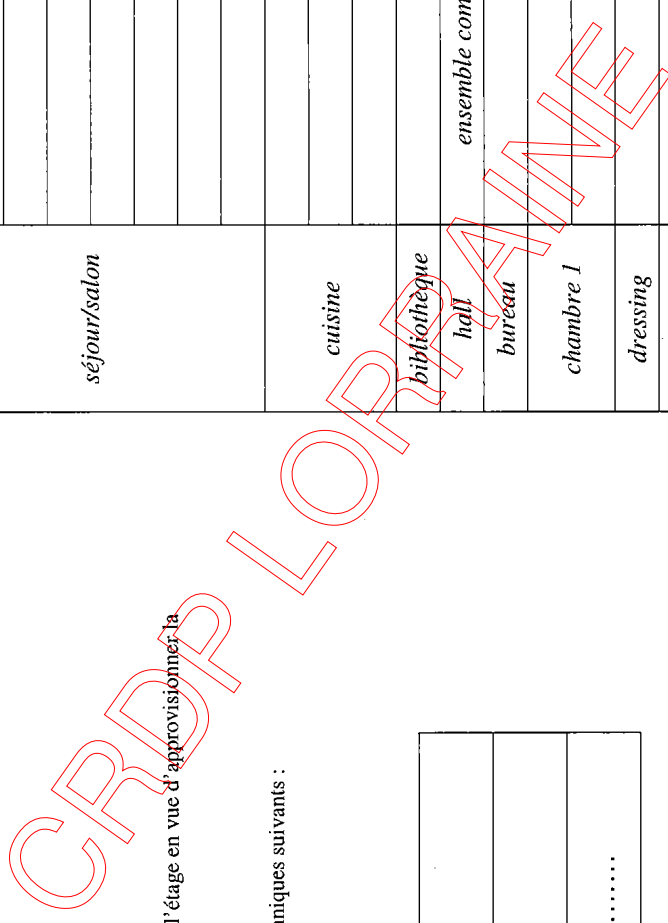 séjour/salon
cuisine
bibliothèque
hall
ensemble com
bureau
chambre 1
dressing
l'étage en vue d'approvisionner la
niques suivants :
..........
CRDP LORRAINE